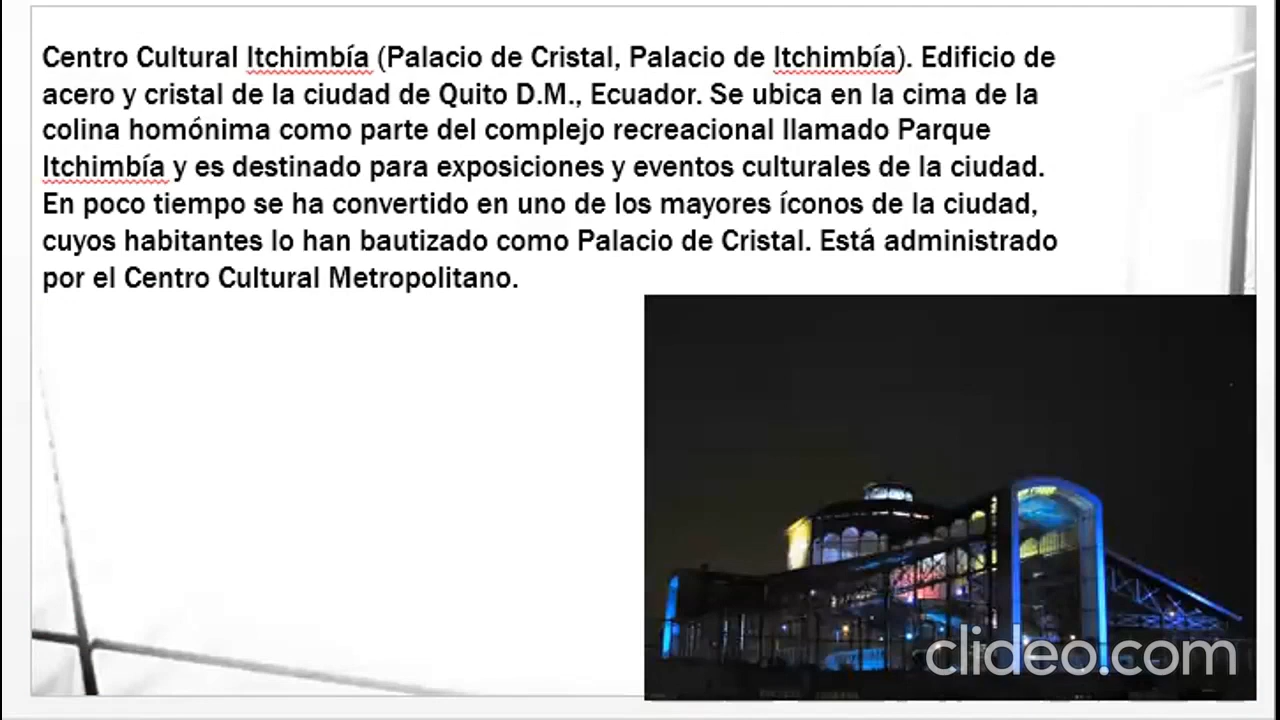 Centro Cultural Itchimbía (Palacio de Cristal, Palacio de Itchimbía). Edificio de
acero y cristal de la ciudad de Quito D.M., Ecuador. Se ubica en la cima de la
colina homónima como parte del complejo recreacional llamado Parque
Itchimbía y es destinado para exposiciones y eventos culturales de la ciudad.
En poco tiempo se ha convertido en uno de los mayores íconos de la ciudad,
cuyos habitantes lo han bautizado como Palacio de Cristal. Está administrado
por el Centro Cultural Metropolitano.
clideo.com